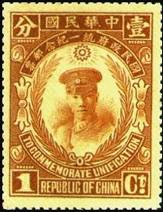 壹 中華民國 分
國民政府統一紀念郵票
TO COMMEMORATE UNIFICATION
1 REPUBLIC OF CHINA Ct